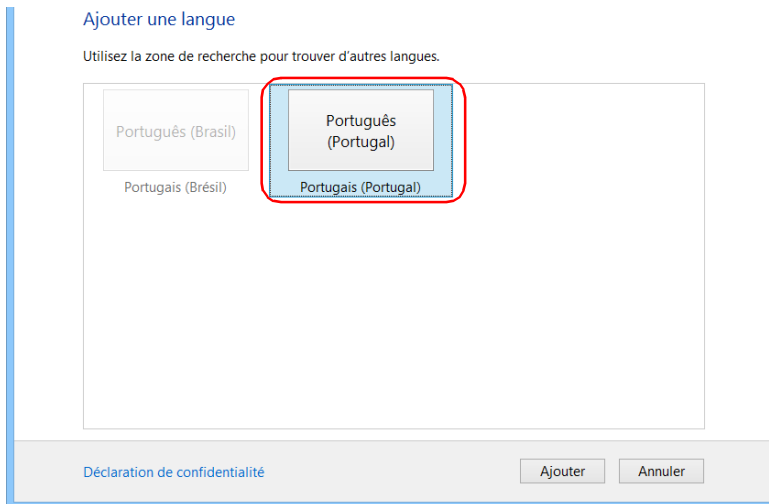 Ajouter une langue
Utilisez la zone de recherche pour trouver d'autres langues.
Português (Brasil)
Portugais (Brésil)
Português
(Portugal)
Portugais (Portugal)
Déclaration de confidentialité
Ajouter
Annuler